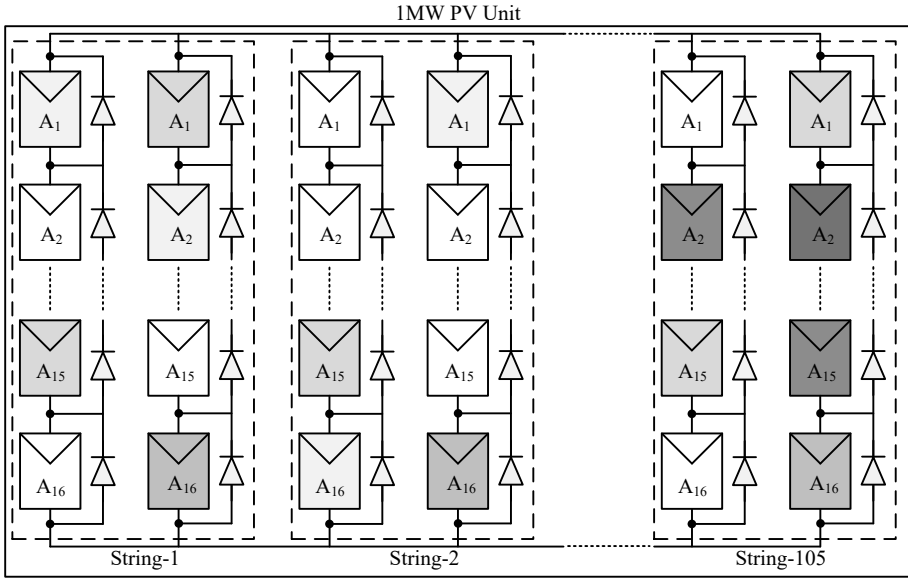 1MW PV Unit
A1 A1 A1 A1 A1 A1
A2 A2 A2 A2 A2 A2
A15 A15 A15 A15 A15 A15
A16 A16 A16 A16 A16 A16
String-1 String-2 String-105